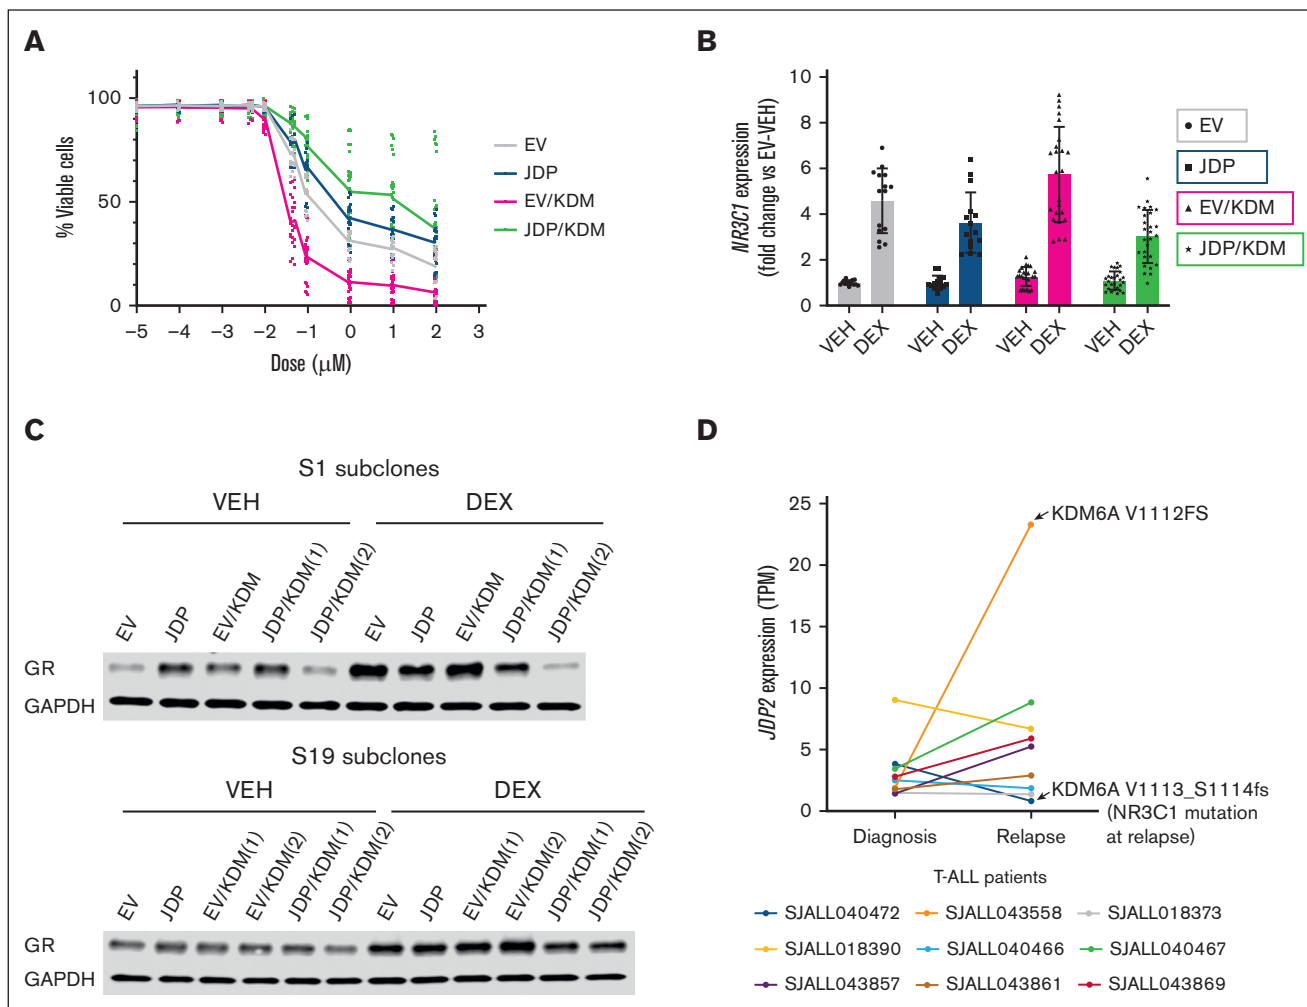 A
100
50
0
% Viable cells
−5 −4 −3 −2 −1 0 1 2 3
Dose (μM)
EV
JDP
EV/KDM
JDP/KDM
B
10
8
6
4
2
0
NR3C1 expression
(fold change vs EV-VEH)
VEH DEX VEH DEX VEH DEX VEH DEX
EV
JDP
EV/KDM
JDP/KDM
C
S1 subclones
VEH DEX
EV JDP EV/KDM JDP/KDM(1) JDP/KDM(2) EV JDP EV/KDM JDP/KDM(1) JDP/KDM(2)
GR
GAPDH
S19 subclones
VEH DEX
EV JDP EV/KDM(1) EV/KDM(2) JDP/KDM(1) JDP/KDM(2) EV JDP EV/KDM(1) EV/KDM(2) JDP/KDM(1) JDP/KDM(2)
GR
GAPDH
D
25
20
15
10
5
0
JDP2 expression (TPM)
KDM6A V1112FS
KDM6A V1113_S1114fs
(NR3C1 mutation
at relapse)
Diagnosis Relapse
T-ALL patients
SJALL040472 SJALL043558 SJALL018373
SJALL018390 SJALL040466 SJALL040467
SJALL043857 SJALL043861 SJALL043869